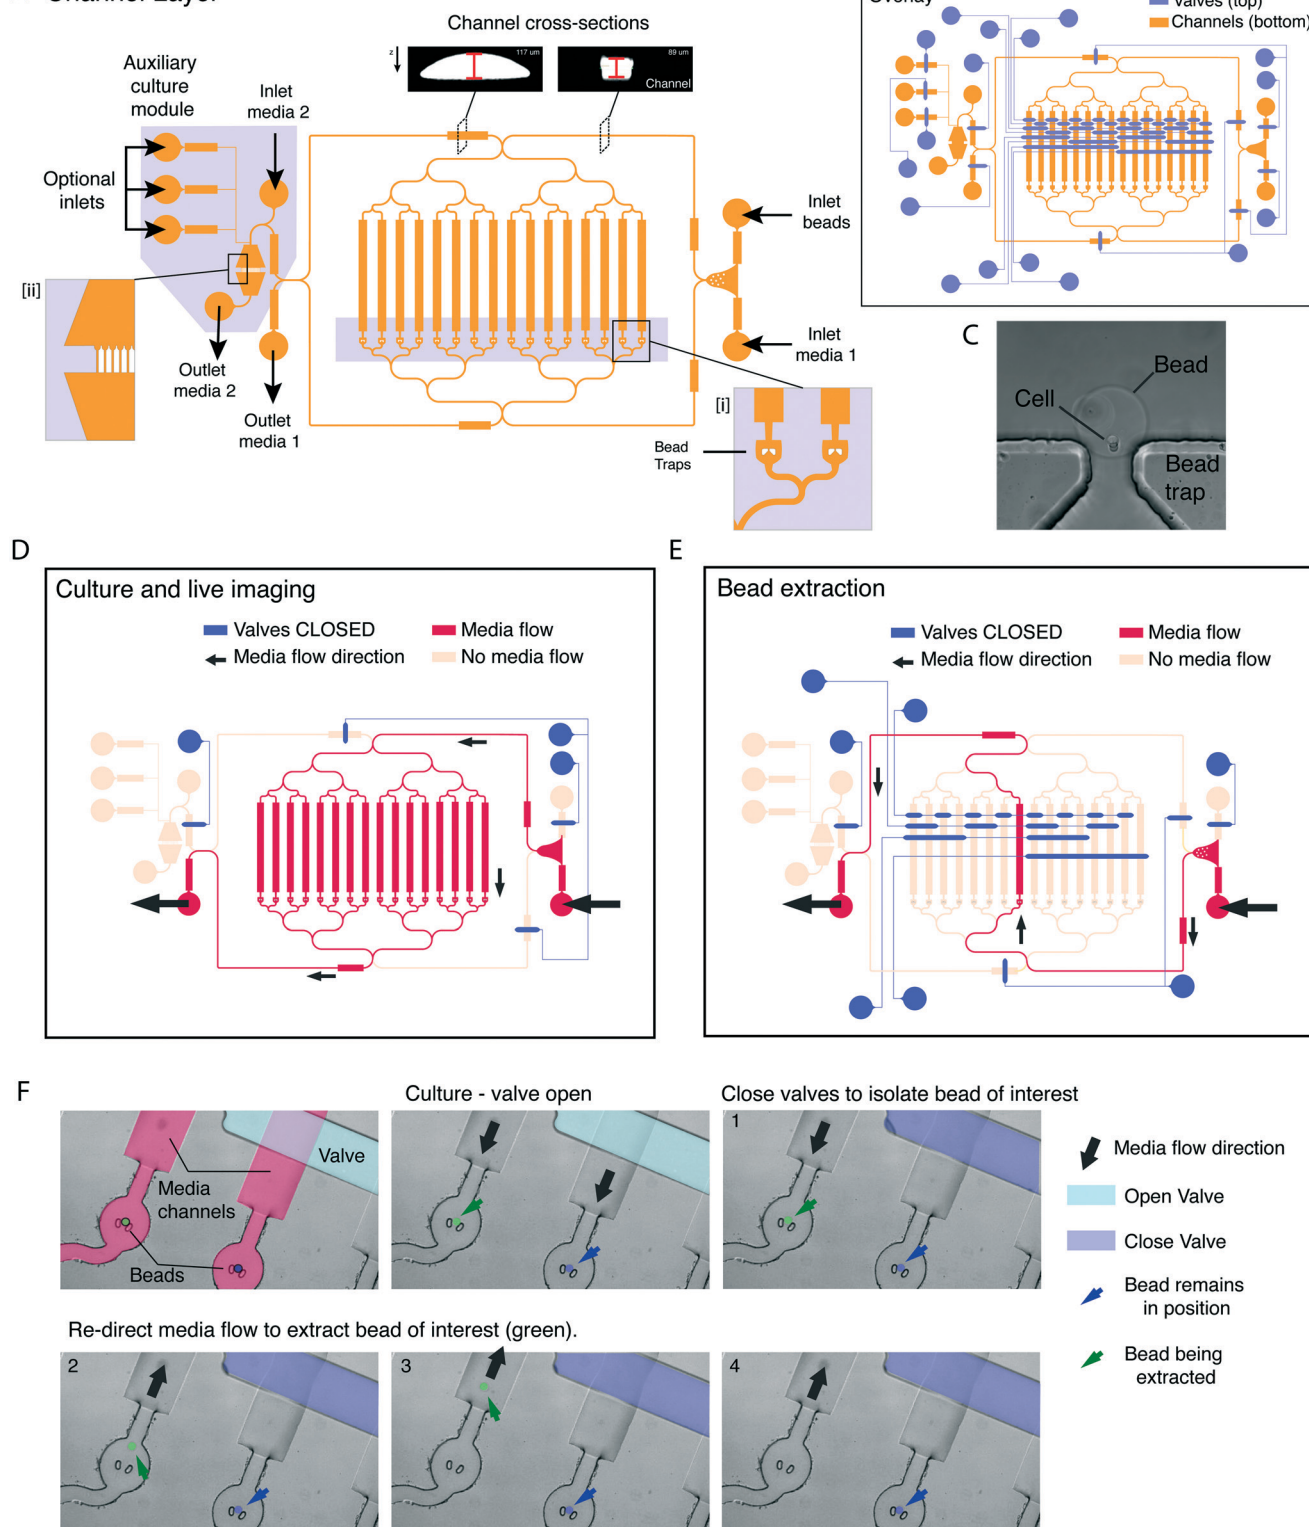 Channel cross-sections
z
117 um
89 um
Channel
Auxiliary
culture
module
Inlet
media 2
Optional
inlets
Inlet
beads
[ii]
Inlet
media 1
Outlet
media 2
Outlet
media 1
[i]
Bead
Traps
Valves (top)
Channels (bottom)
C
Bead
Cell
Bead
trap
D
Culture and live imaging
Valves CLOSED
Media flow
Media flow direction
No media flow
E
Bead extraction
Valves CLOSED
Media flow
Media flow direction
No media flow
F
Valve
Media
channels
Beads
Culture - valve open
Close valves to isolate bead of interest
1
Media flow direction
Open Valve
Close Valve
Bead remains
in position
Bead being
extracted
Re-direct media flow to extract bead of interest (green).
2
3
4